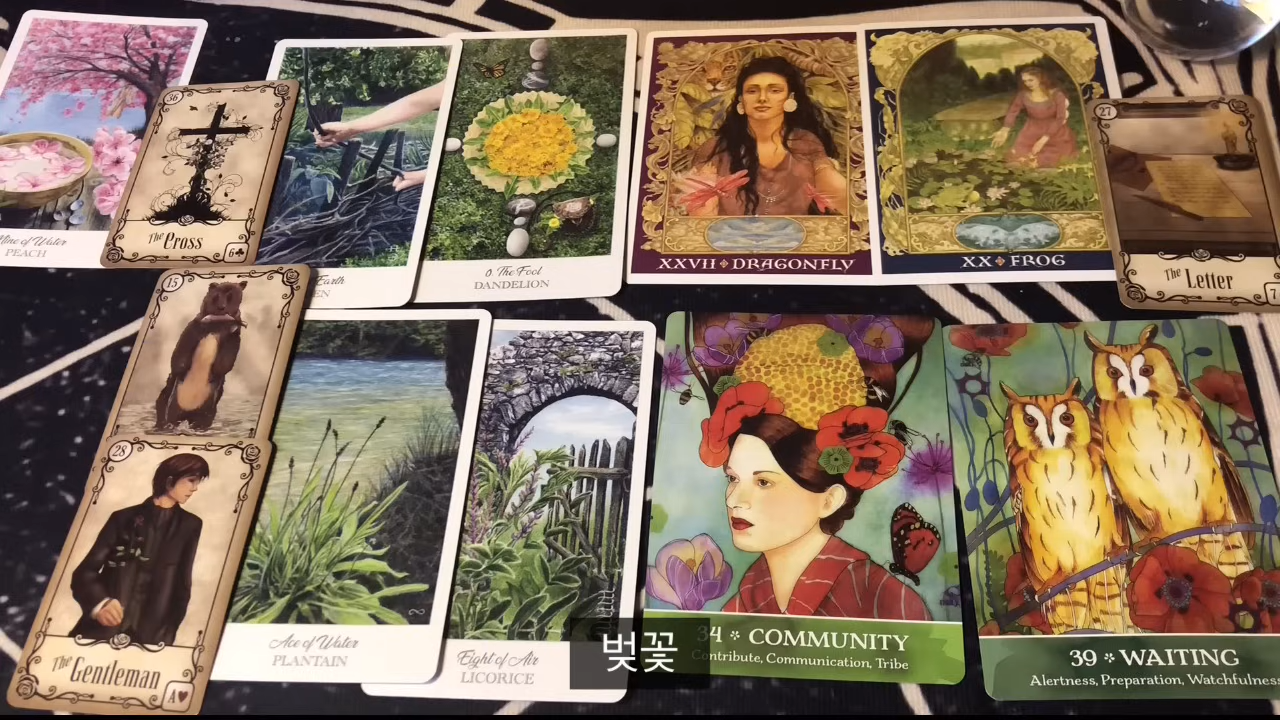 Nine of Water
PEACH
36
The Cross
6♣
Earth
0. The Fool
DANDELION
XXVII DRAGONFLY
XX FROG
27
The Letter
7
15
28
The Gentleman
A♥
Ace of Water
PLANTAIN
Eight of Air
LICORICE
34 COMMUNITY
Contribute, Communication, Tribe
39 WAITING
Alertness, Preparation, Watchfulness
벚꽃